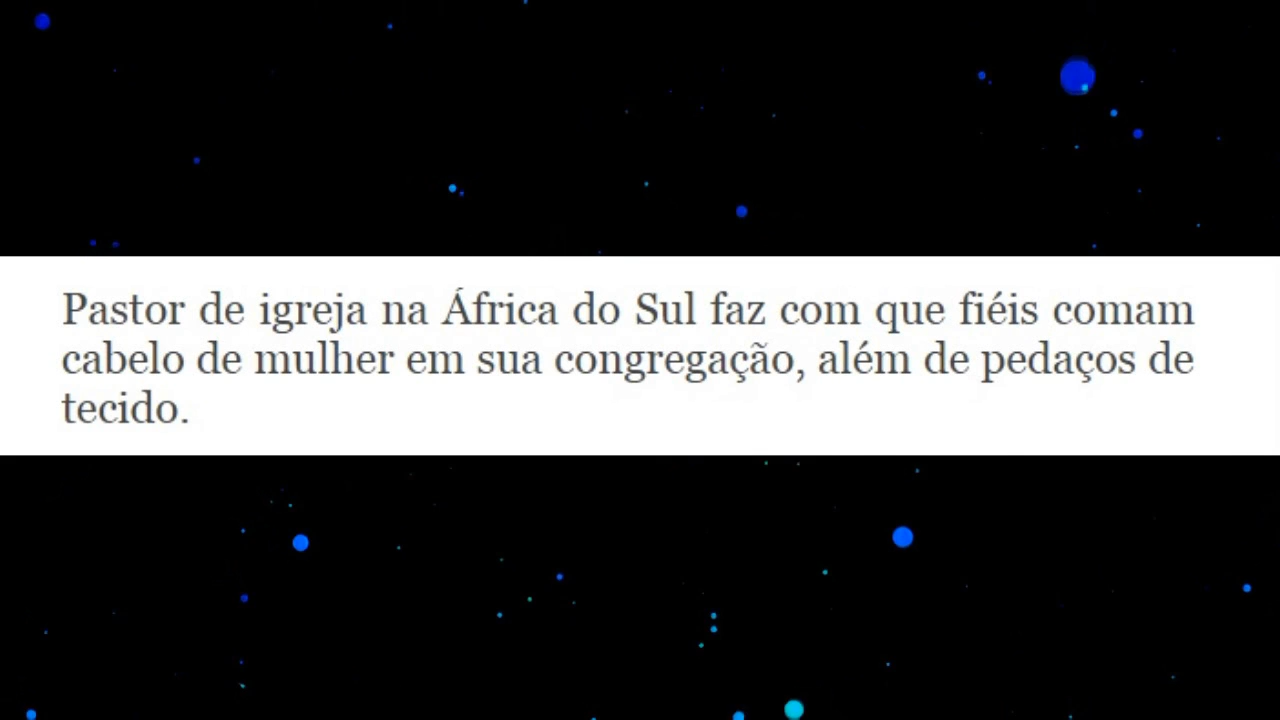 Pastor de igreja na África do Sul faz com que fiéis comam
cabelo de mulher em sua congregação, além de pedaços de
tecido.